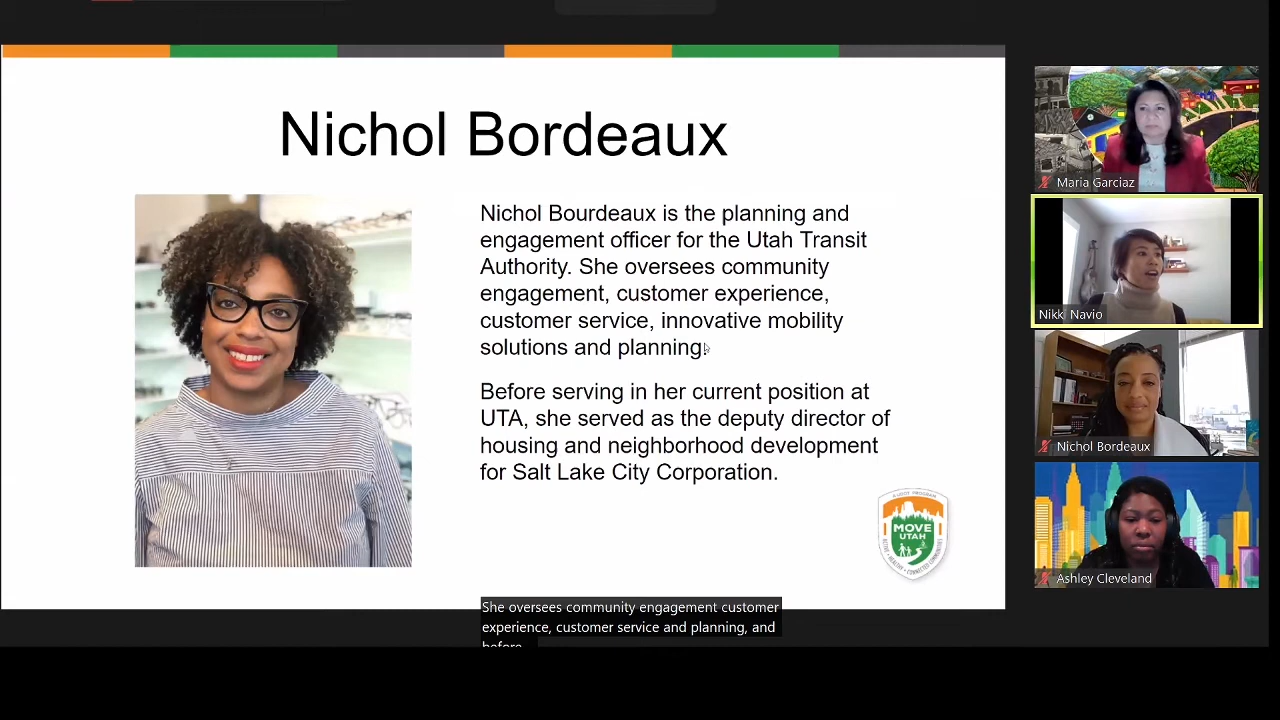 Nichol Bordeaux
Nichol Bourdeaux is the planning and
engagement officer for the Utah Transit
Authority. She oversees community
engagement, customer experience,
customer service, innovative mobility
solutions and planning.
Before serving in her current position at
UTA, she served as the deputy director of
housing and neighborhood development
for Salt Lake City Corporation.
MOVE
UTAH
She oversees community engagement customer
experience, customer service and planning, and
before
Maria Garciaz
Nikki Navio
Nichol Bordeaux
Ashley Cleveland